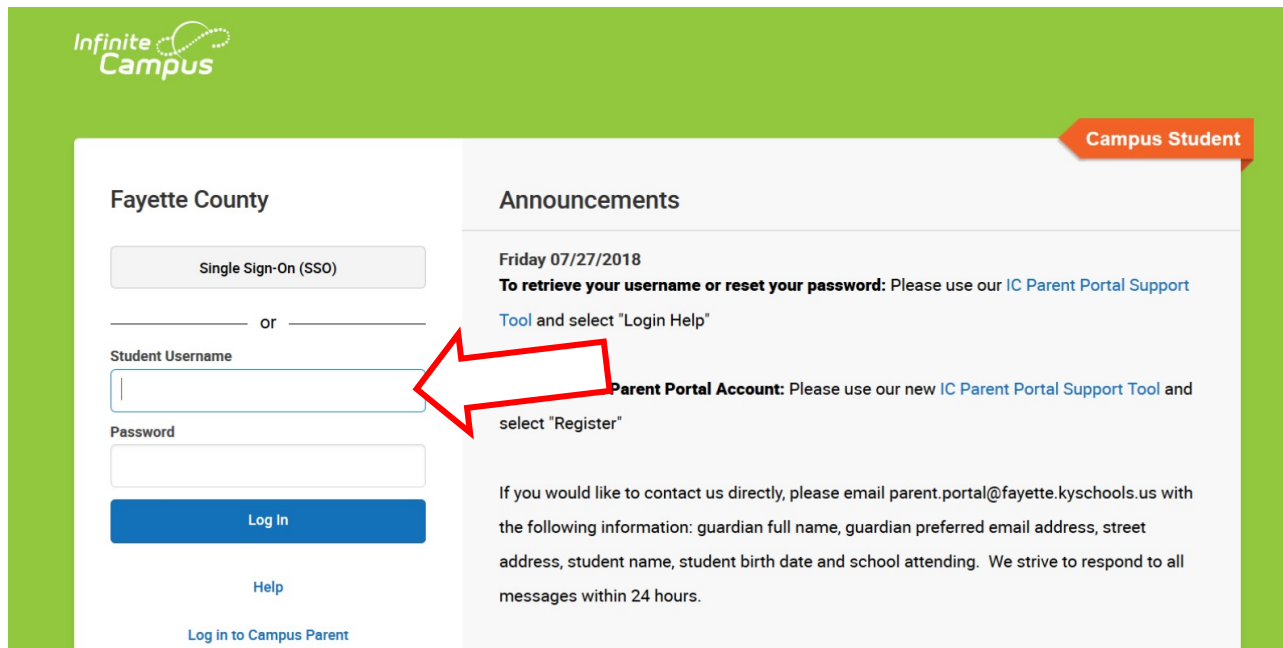 Infinite
Campus
Campus Student
Fayette County
Single Sign-On (SSO)
or
Student Username
Password
Log In
Help
Log in to Campus Parent
Announcements
Friday 07/27/2018
To retrieve your username or reset your password: Please use our IC Parent Portal Support
Tool and select "Login Help"
Parent Portal Account: Please use our new IC Parent Portal Support Tool and
select "Register"
If you would like to contact us directly, please email parent.portal@fayette.kyschools.us with
the following information: guardian full name, guardian preferred email address, street
address, student name, student birth date and school attending.  We strive to respond to all
messages within 24 hours.